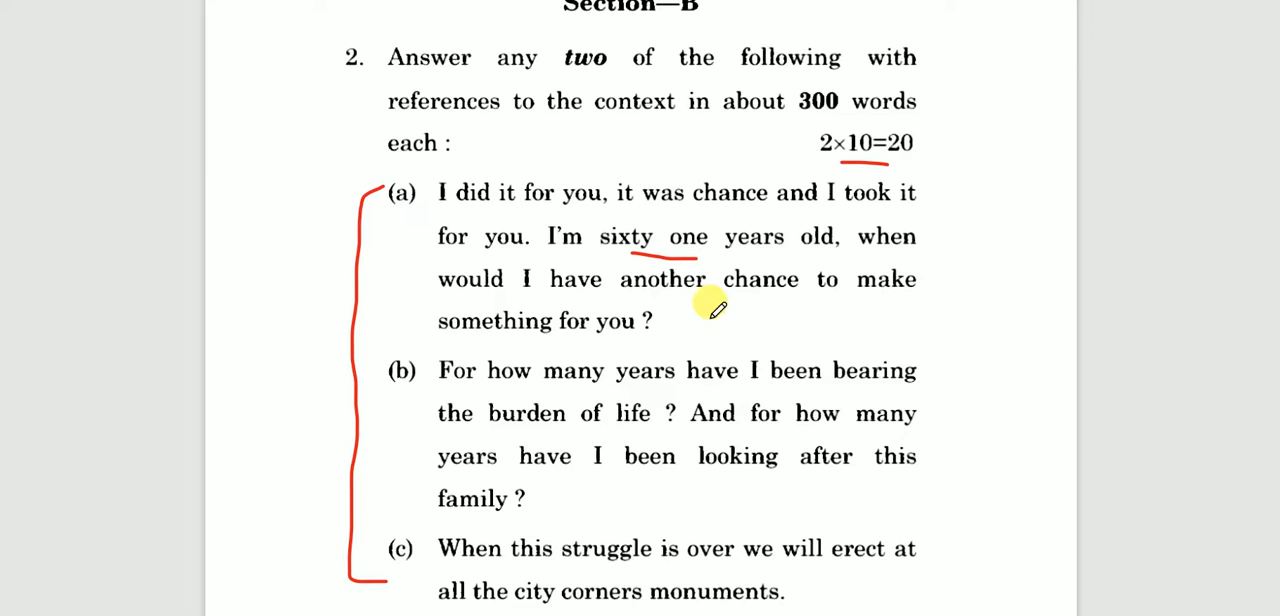 Section—B
2. Answer any two of the following with
references to the context in about 300 words
each : 2×10=20
(a) I did it for you, it was chance and I took it
for you. I'm sixty one years old, when
would I have another chance to make
something for you ?
(b) For how many years have I been bearing
the burden of life ? And for how many
years have I been looking after this
family ?
(c) When this struggle is over we will erect at
all the city corners monuments.